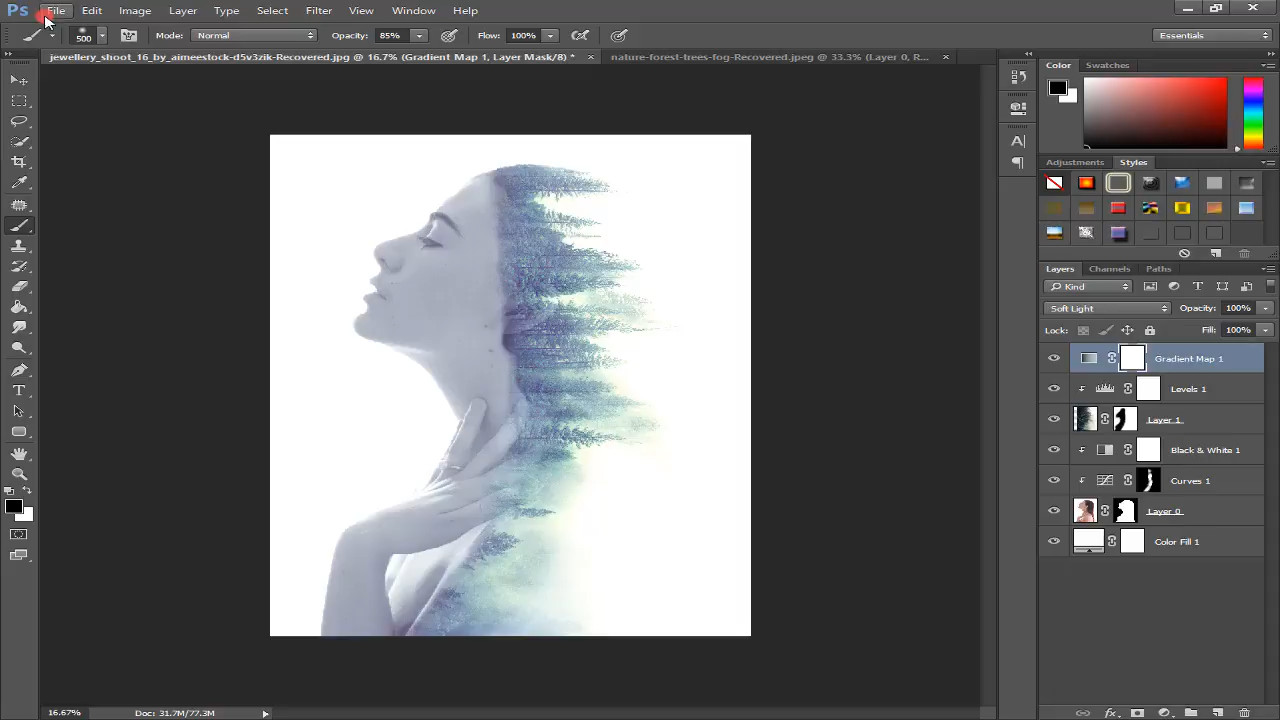 Ps File Edit Image Layer Type Select Filter View Window Help
500 Mode: Normal Opacity: 85% Flow: 100% Essentials
jewellery_shoot_16_by_aimeestock-d5v3zik-Recovered.jpg @ 16.7% (Gradient Map 1, Layer Mask/8) * × nature-forest-trees-fog-Recovered.jpeg @ 33.3% (Layer 0, R... ×
Color Swatches
Adjustments Styles
Layers Channels Paths
Kind
Soft Light Opacity: 100%
Lock: Fill: 100%
Gradient Map 1
Levels 1
Layer 1
Black & White 1
Curves 1
Layer 0
Color Fill 1
16.67% Doc: 31.7M/77.3M